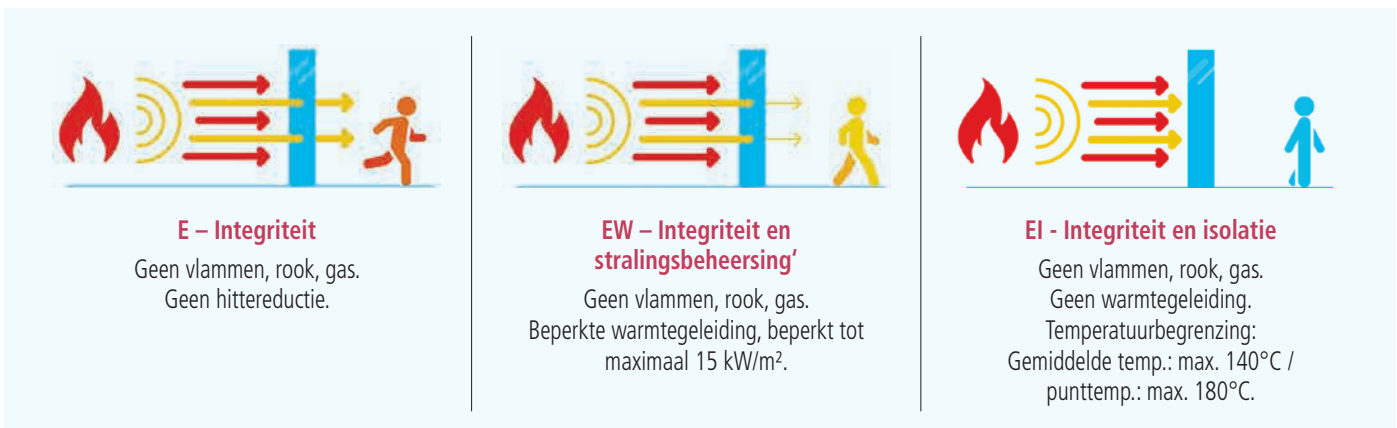 E – Integriteit
Geen vlammen, rook, gas.
Geen hittereductie.
EW – Integriteit en
stralingsbeheersing‘
Geen vlammen, rook, gas.
Beperkte warmtegeleiding, beperkt tot
maximaal 15 kW/m².
EI - Integriteit en isolatie
Geen vlammen, rook, gas.
Geen warmtegeleiding.
Temperatuurbegrenzing:
Gemiddelde temp.: max. 140°C /
punttemp.: max. 180°C.